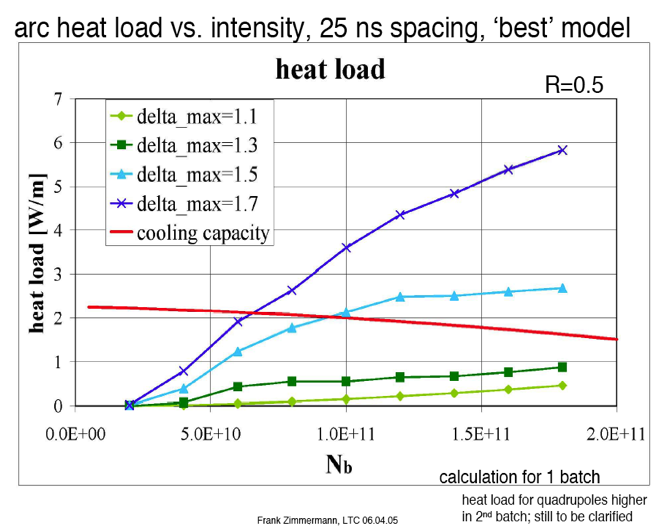 arc heat load vs. intensity, 25 ns spacing, ‘best’ model
heat load
R=0.5
7
6
5
4
3
2
1
0
heat load [W/m]
delta_max=1.1
delta_max=1.3
delta_max=1.5
delta_max=1.7
cooling capacity
0.0E+00
5.0E+10
1.0E+11
1.5E+11
2.0E+11
N_b
calculation for 1 batch
heat load for quadrupoles higher
in 2nd batch; still to be clarified
Frank Zimmermann, LTC 06.04.05